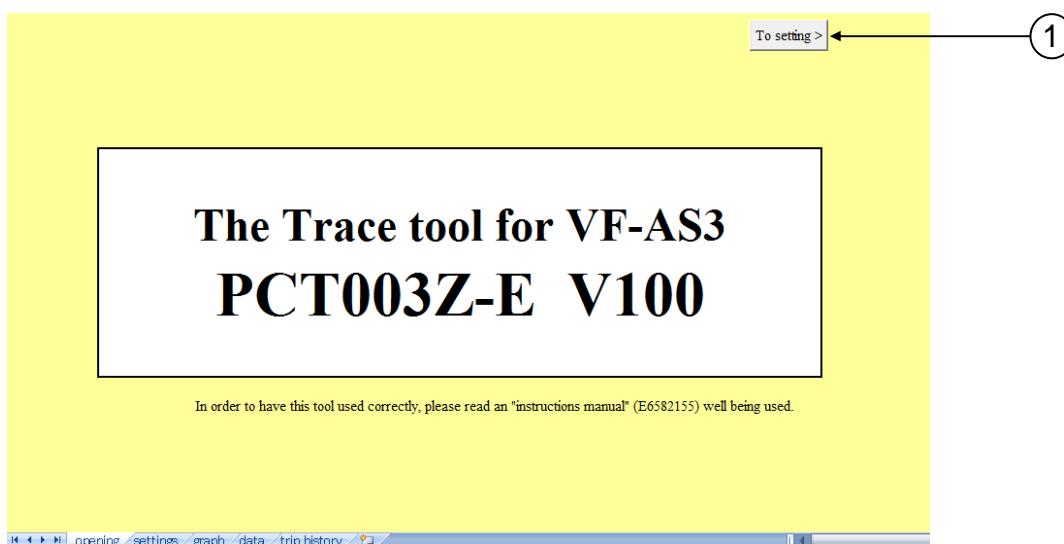 To setting >
1
The Trace tool for VF-AS3
PCT003Z-E V100
In order to have this tool used correctly, please read an "instructions manual" (E6582155) well being used.
opening settings graph data trip history